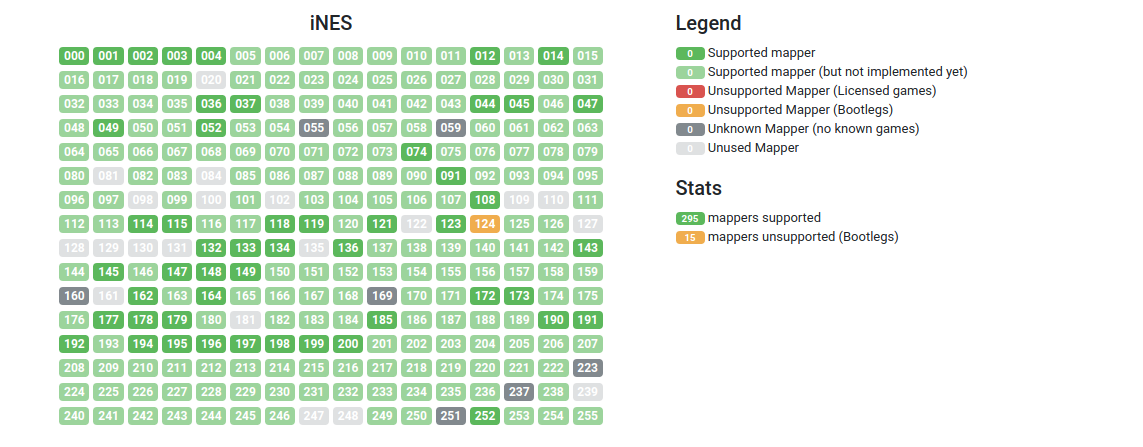 iNES
000 001 002 003 004 005 006 007 008 009 010 011 012 013 014 015
016 017 018 019 020 021 022 023 024 025 026 027 028 029 030 031
032 033 034 035 036 037 038 039 040 041 042 043 044 045 046 047
048 049 050 051 052 053 054 055 056 057 058 059 060 061 062 063
064 065 066 067 068 069 070 071 072 073 074 075 076 077 078 079
080 081 082 083 084 085 086 087 088 089 090 091 092 093 094 095
096 097 098 099 100 101 102 103 104 105 106 107 108 109 110 111
112 113 114 115 116 117 118 119 120 121 122 123 124 125 126 127
128 129 130 131 132 133 134 135 136 137 138 139 140 141 142 143
144 145 146 147 148 149 150 151 152 153 154 155 156 157 158 159
160 161 162 163 164 165 166 167 168 169 170 171 172 173 174 175
176 177 178 179 180 181 182 183 184 185 186 187 188 189 190 191
192 193 194 195 196 197 198 199 200 201 202 203 204 205 206 207
208 209 210 211 212 213 214 215 216 217 218 219 220 221 222 223
224 225 226 227 228 229 230 231 232 233 234 235 236 237 238 239
240 241 242 243 244 245 246 247 248 249 250 251 252 253 254 255
Legend
0 Supported mapper
0 Supported mapper (but not implemented yet)
0 Unsupported Mapper (Licensed games)
0 Unsupported Mapper (Bootlegs)
0 Unknown Mapper (no known games)
0 Unused Mapper
Stats
295 mappers supported
15 mappers unsupported (Bootlegs)